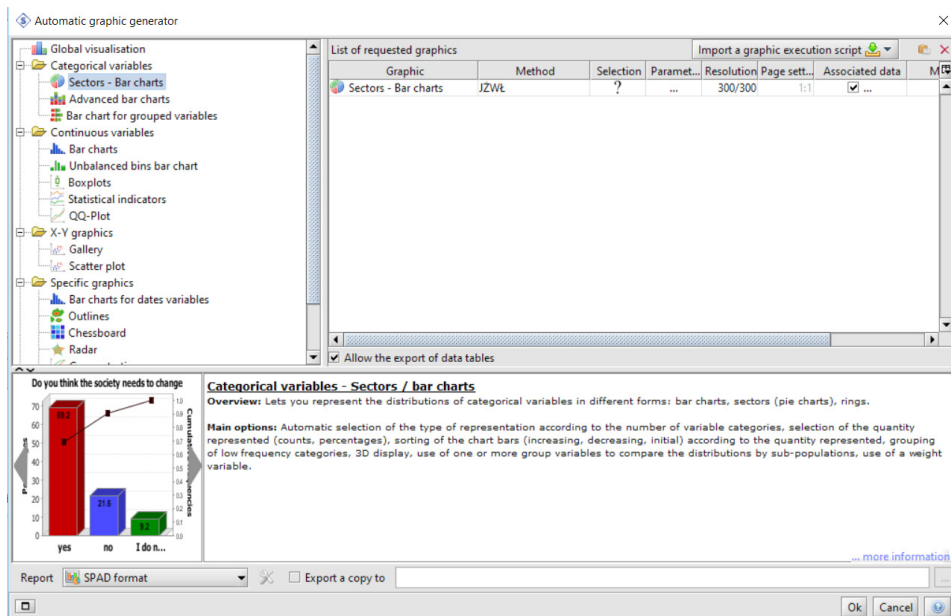 Automatic graphic generator
Global visualisation
Categorical variables
Sectors - Bar charts
Advanced bar charts
Bar chart for grouped variables
Continuous variables
Bar charts
Unbalanced bins bar chart
Boxplots
Statistical indicators
QQ-Plot
X-Y graphics
Gallery
Scatter plot
Specific graphics
Bar charts for dates variables
Outlines
Chessboard
Radar
List of requested graphics
Import a graphic execution script
Graphic Method Selection Paramet... Resolution Page sett... Associated data M
Sectors - Bar charts JZWŁ ? ... 300/300 1:1 ...
Allow the export of data tables
Do you think the society needs to change
70
60
50
30
20
10
0
69.2
21.6
9.2
1.0
0.9
0.8
0.7
0.6
0.5
0.4
0.3
0.2
0.1
0.0
yes no I do n...
Categorical variables - Sectors / bar charts
Overview: Lets you represent the distributions of categorical variables in different forms: bar charts, sectors (pie charts), rings.
Main options: Automatic selection of the type of representation according to the number of variable categories, selection of the quantity
represented (counts, percentages), sorting of the chart bars (increasing, decreasing, initial) according to the quantity represented, grouping
of low frequency categories, 3D display, use of one or more group variables to compare the distributions by sub-populations, use of a weight
variable.
... more information
Report SPAD format Export a copy to ...
Ok Cancel